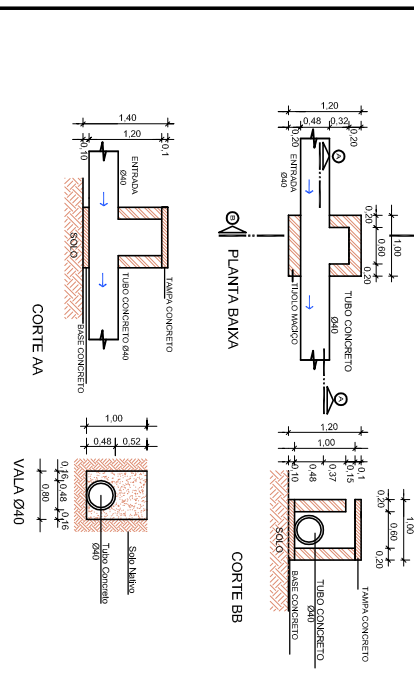 1,20
0,20
0,48
0,32
0,20
ENTRADA
Ø40
A
1,00
0,20
0,60
0,20
TUBO CONCRETO
Ø40
TIJOLO MACIÇO
A
B
PLANTA BAIXA
1,40
0,10
1,20
0,1
ENTRADA
Ø40
SOLO
TUBO CONCRETO Ø40
TAMPA CONCRETO
BASE CONCRETO
CORTE AA
1,20
1,00
0,10
0,48
0,37
0,15
0,1
1,00
0,20
0,60
0,20
SOLO
BASE CONCRETO
TUBO CONCRETO
Ø40
TAMPA CONCRETO
CORTE BB
1,00
0,48
0,52
0,16
0,48
0,16
0,80
Tubo Concreto
Ø40
Solo Nativo
VALA Ø40